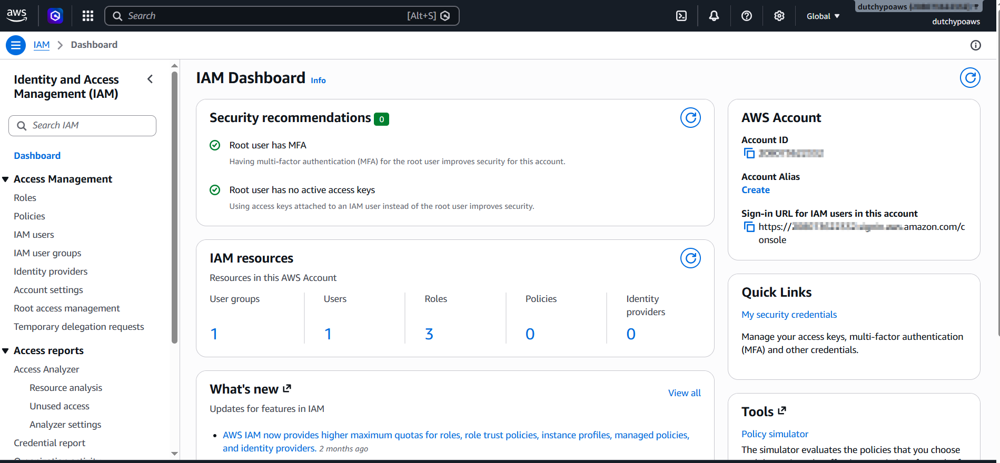 aws
Search
[Alt+S]
Global
dutchypoaws
dutchypoaws
IAM
Dashboard
Identity and Access
Management (IAM)
Search IAM
Dashboard
Access Management
Roles
Policies
IAM users
IAM user groups
Identity providers
Account settings
Root access management
Temporary delegation requests
Access reports
Access Analyzer
Resource analysis
Unused access
Analyzer settings
Credential report
IAM Dashboard Info
Security recommendations 0
Root user has MFA
Having multi-factor authentication (MFA) for the root user improves security for this account.
Root user has no active access keys
Using access keys attached to an IAM user instead of the root user improves security.
IAM resources
Resources in this AWS Account
User groups
1
Users
1
Roles
3
Policies
0
Identity
providers
0
What's new
View all
Updates for features in IAM
AWS IAM now provides higher maximum quotas for roles, role trust policies, instance profiles, managed policies,
and identity providers. 2 months ago
AWS Account
Account ID
Account Alias
Create
Sign-in URL for IAM users in this account
https:// amazon.com/c
onsole
Quick Links
My security credentials
Manage your access keys, multi-factor authentication
(MFA) and other credentials.
Tools
Policy simulator
The simulator evaluates the policies that you choose